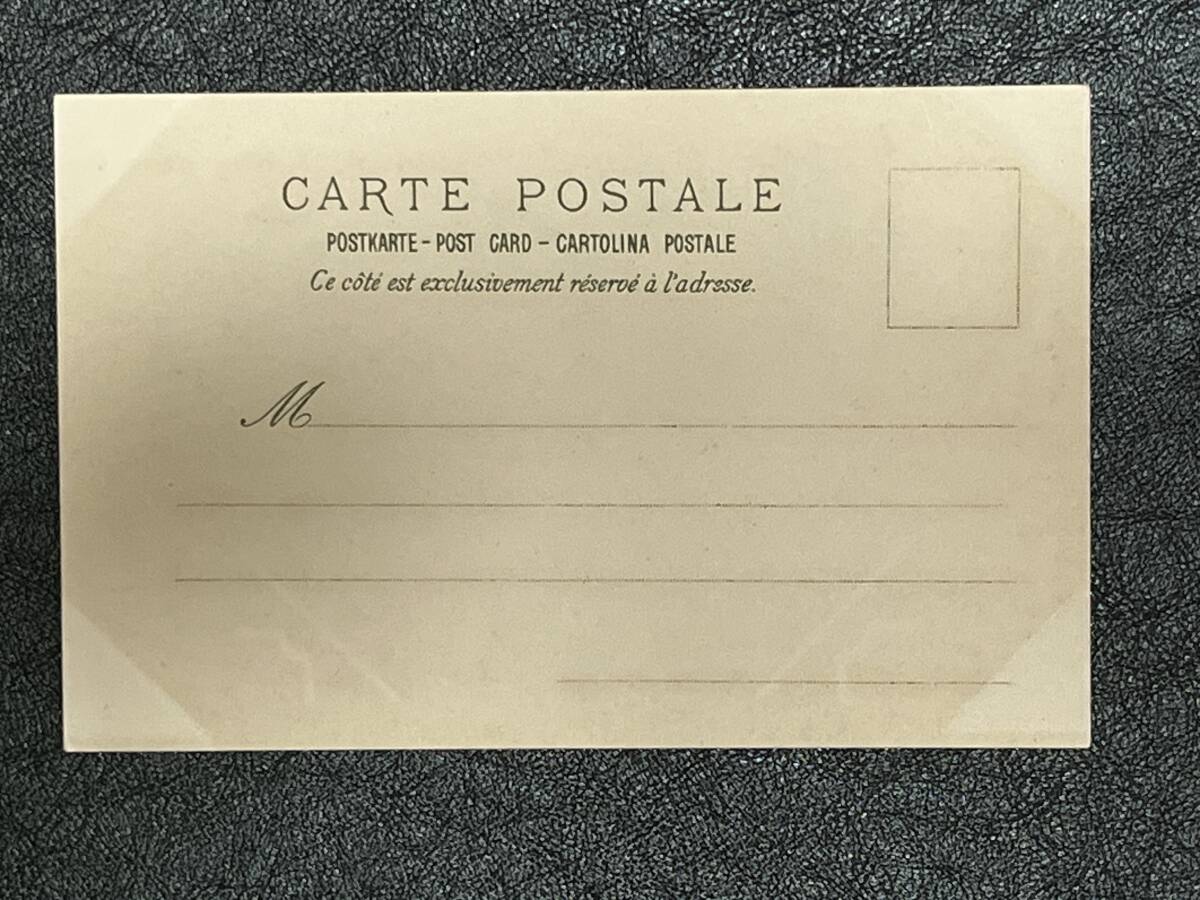 CARTE POSTALE
POSTKARTE - POST CARD - CARTOLINA POSTALE
Ce côté est exclusivement réservé à l'adresse.
M